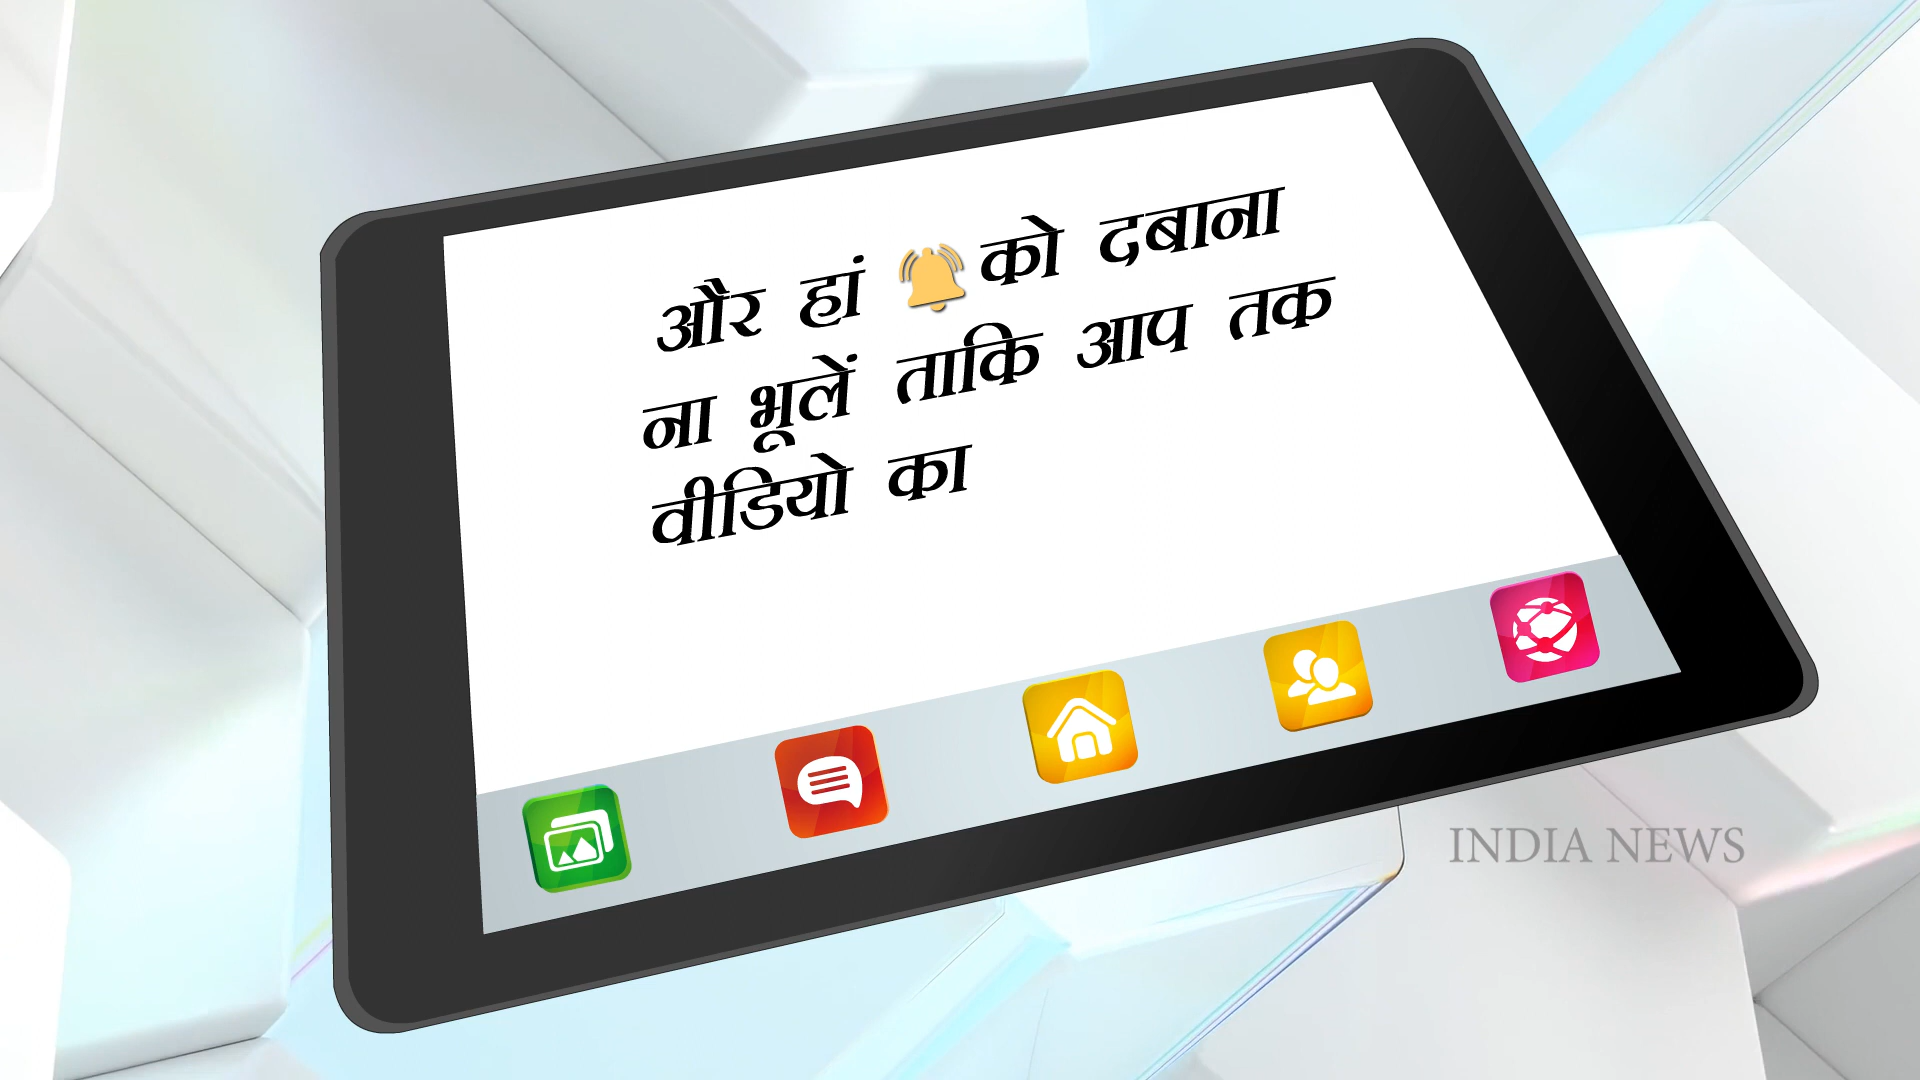 और हां 🔔 को दबाना
ना भूलें ताकि आप तक
वीडियो का
INDIA NEWS